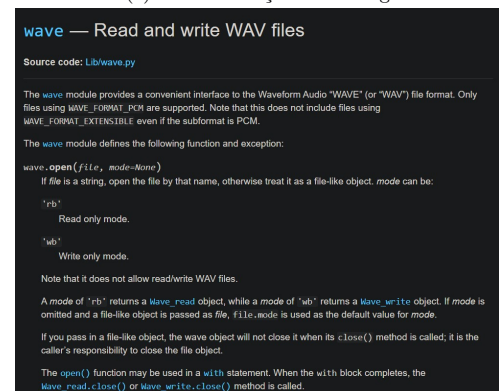 wave — Read and write WAV files
Source code: Lib/wave.py
The wave module provides a convenient interface to the Waveform Audio “WAVE” (or “WAV”) file format. Only
files using WAVE_FORMAT_PCM are supported. Note that this does not include files using
WAVE_FORMAT_EXTENSIBLE even if the subformat is PCM.
The wave module defines the following function and exception:
wave.open(file, mode=None)
If file is a string, open the file by that name, otherwise treat it as a file-like object. mode can be:
'rb'
Read only mode.
'wb'
Write only mode.
Note that it does not allow read/write WAV files.
A mode of 'rb' returns a Wave_read object, while a mode of 'wb' returns a Wave_write object. If mode is
omitted and a file-like object is passed as file, file.mode is used as the default value for mode.
If you pass in a file-like object, the wave object will not close it when its close() method is called; it is the
caller’s responsibility to close the file object.
The open() function may be used in a with statement. When the with block completes, the
Wave_read.close() or Wave_write.close() method is called.